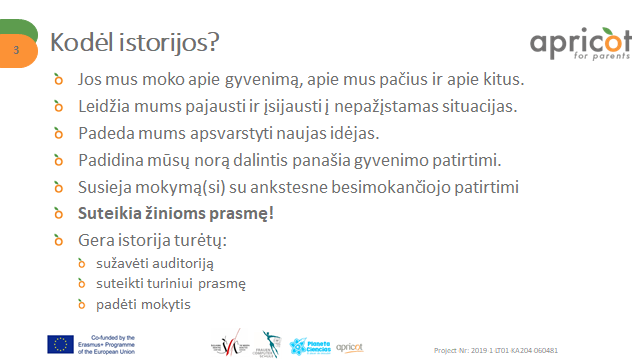 3
Kodėl istorijos?
apricot
for parents
Jos mus moko apie gyvenimą, apie mus pačius ir apie kitus.
Leidžia mums pajausti ir įsijausti į nepažįstamas situacijas.
Padeda mums apsvarstyti naujas idėjas.
Padidina mūsų norą dalintis panašia gyvenimo patirtimi.
Susieja mokymą(si) su ankstesne besimokančiojo patirtimi
Suteikia žinioms prasmę!
Gera istorija turėtų:
sužavėti auditoriją
suteikti turiniui prasmę
padėti mokytis
Co-funded by the
Erasmus+ Programme
of the European Union
Planeta
Ciencias
apricot
Project Nr: 2019-1-LT01-KA204-060481